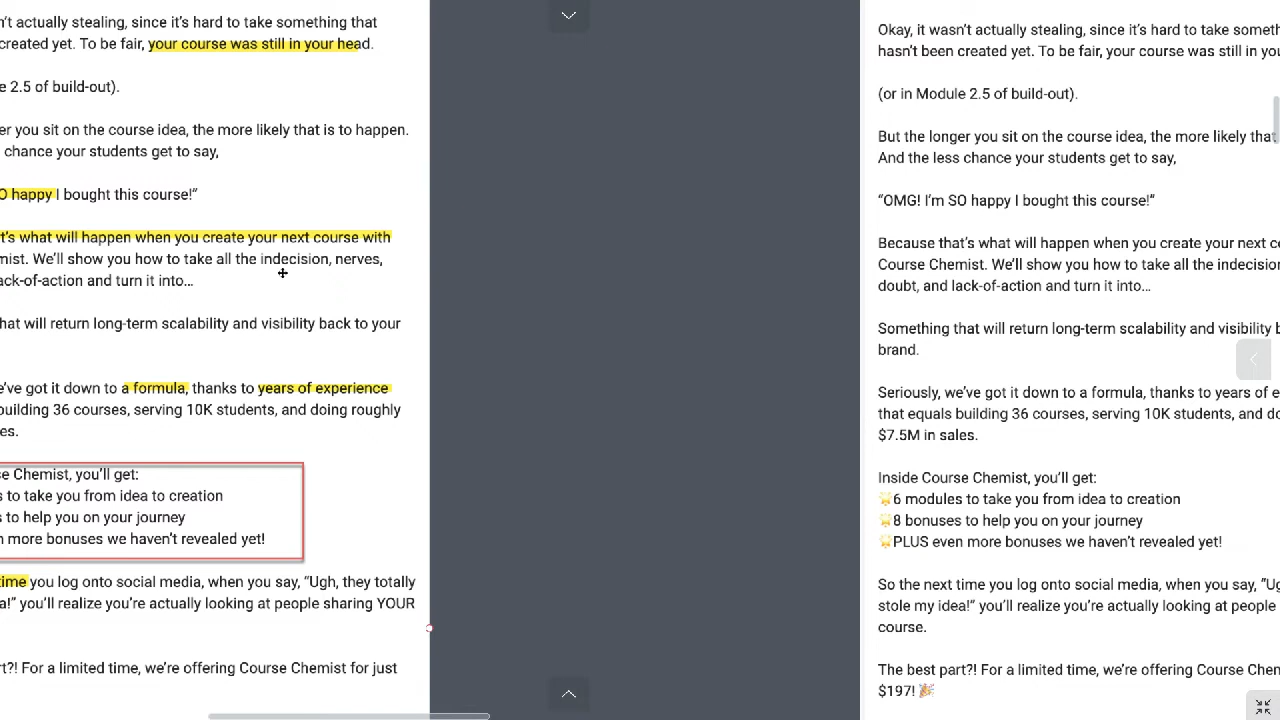 n't actually stealing, since it's hard to take something that
created yet. To be fair, your course was still in your head.
e 2.5 of build-out).
er you sit on the course idea, the more likely that is to happen.
chance your students get to say,
O happy I bought this course!“
t's what will happen when you create your next course with
mist. We'll show you how to take all the indecision, nerves,
ack-of-action and turn it into…
hat will return long-term scalability and visibility back to your
e've got it down to a formula, thanks to years of experience
building 36 courses, serving 10K students, and doing roughly
es.
se Chemist, you'll get:
s to take you from idea to creation
s to help you on your journey
n more bonuses we haven't revealed yet!
time you log onto social media, when you say, “Ugh, they totally
a!” you'll realize you're actually looking at people sharing YOUR
rt?! For a limited time, we're offering Course Chemist for just
Okay, it wasn't actually stealing, since it's hard to take someth
hasn't been created yet. To be fair, your course was still in you
(or in Module 2.5 of build-out).
But the longer you sit on the course idea, the more likely that
And the less chance your students get to say,
“OMG! I'm SO happy I bought this course!“
Because that's what will happen when you create your next c
Course Chemist. We'll show you how to take all the indecision
doubt, and lack-of-action and turn it into…
Something that will return long-term scalability and visibility b
brand.
Seriously, we've got it down to a formula, thanks to years of e
that equals building 36 courses, serving 10K students, and do
$7.5M in sales.
Inside Course Chemist, you'll get:
6 modules to take you from idea to creation
8 bonuses to help you on your journey
PLUS even more bonuses we haven't revealed yet!
So the next time you log onto social media, when you say, “Ug
stole my idea!” you'll realize you're actually looking at people
course.
The best part?! For a limited time, we're offering Course Chem
$197! 🎉